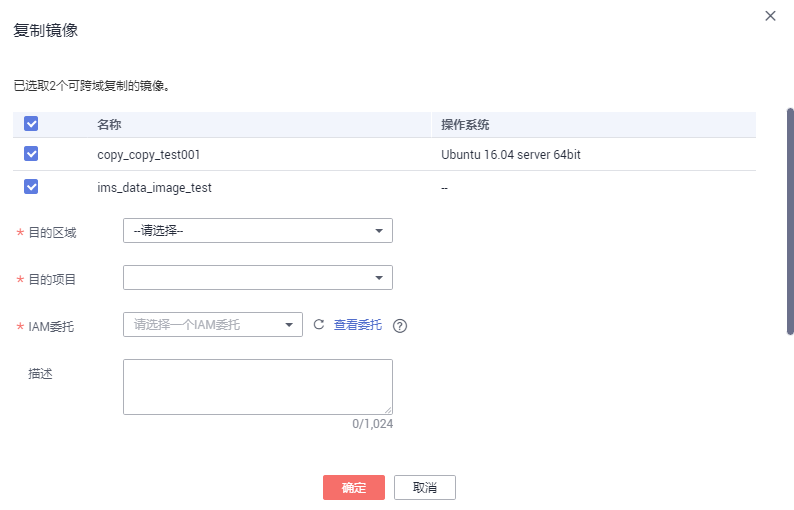 复制镜像
已选取2个可跨域复制的镜像。
名称 操作系统
copy_copy_test001 Ubuntu 16.04 server 64bit
ims_data_image_test --
* 目的区域 --请选择--
* 目的项目
* IAM委托 请选择一个IAM委托 查看委托 ?
描述
0/1,024
确定 取消